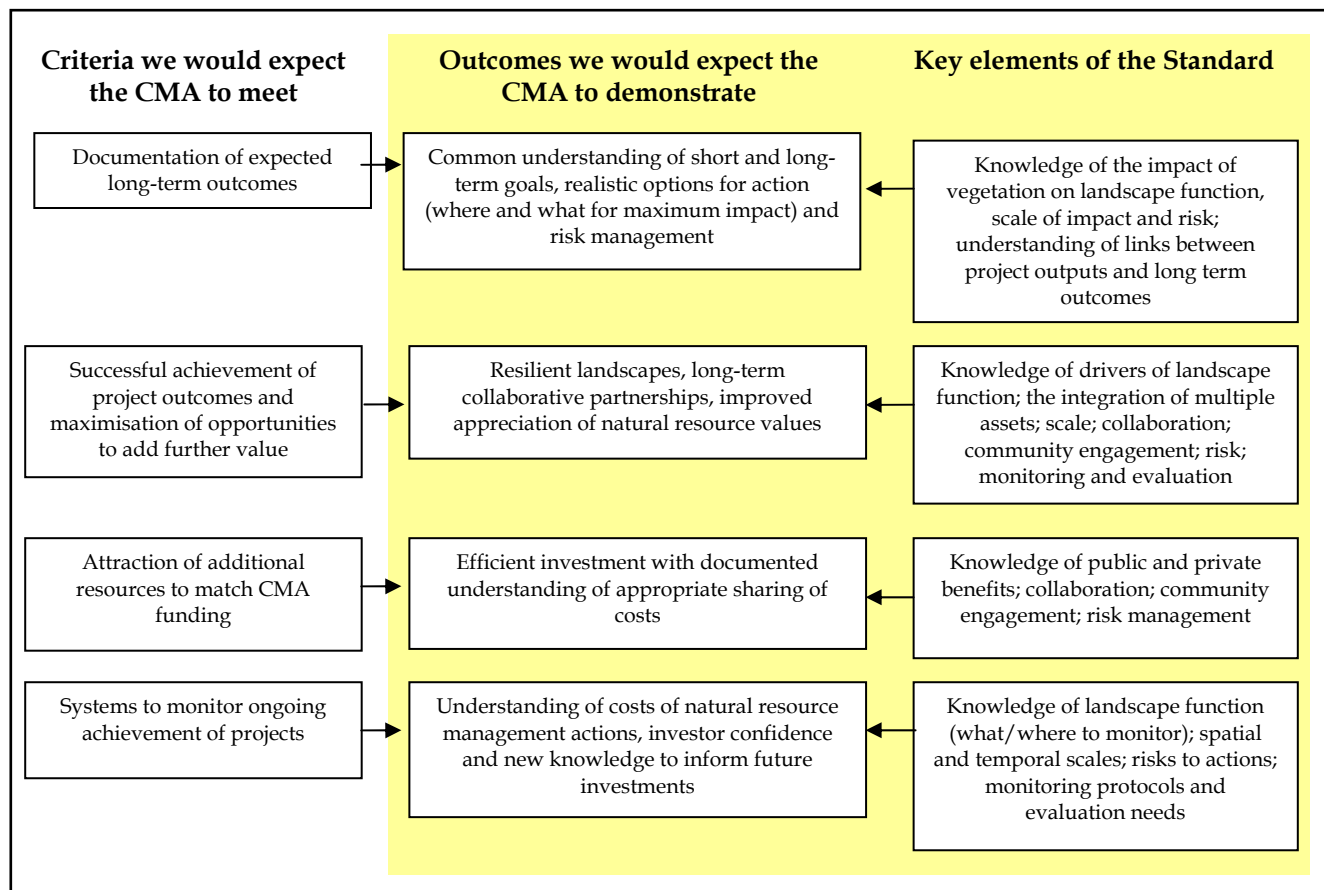 Criteria we would expect
the CMA to meet
Outcomes we would expect the
CMA to demonstrate
Key elements of the Standard
Documentation of expected
long-term outcomes
Common understanding of short and long-
term goals, realistic options for action
(where and what for maximum impact) and
risk management
Knowledge of the impact of
vegetation on landscape function,
scale of impact and risk;
understanding of links between
project outputs and long term
outcomes
Successful achievement of
project outcomes and
maximisation of opportunities
to add further value
Resilient landscapes, long-term
collaborative partnerships, improved
appreciation of natural resource values
Knowledge of drivers of landscape
function; the integration of multiple
assets; scale; collaboration;
community engagement; risk;
monitoring and evaluation
Attraction of additional
resources to match CMA
funding
Efficient investment with documented
understanding of appropriate sharing of
costs
Knowledge of public and private
benefits; collaboration; community
engagement; risk management
Systems to monitor ongoing
achievement of projects
Understanding of costs of natural resource
management actions, investor confidence
and new knowledge to inform future
investments
Knowledge of landscape function
(what/where to monitor); spatial
and temporal scales; risks to actions;
monitoring protocols and
evaluation needs